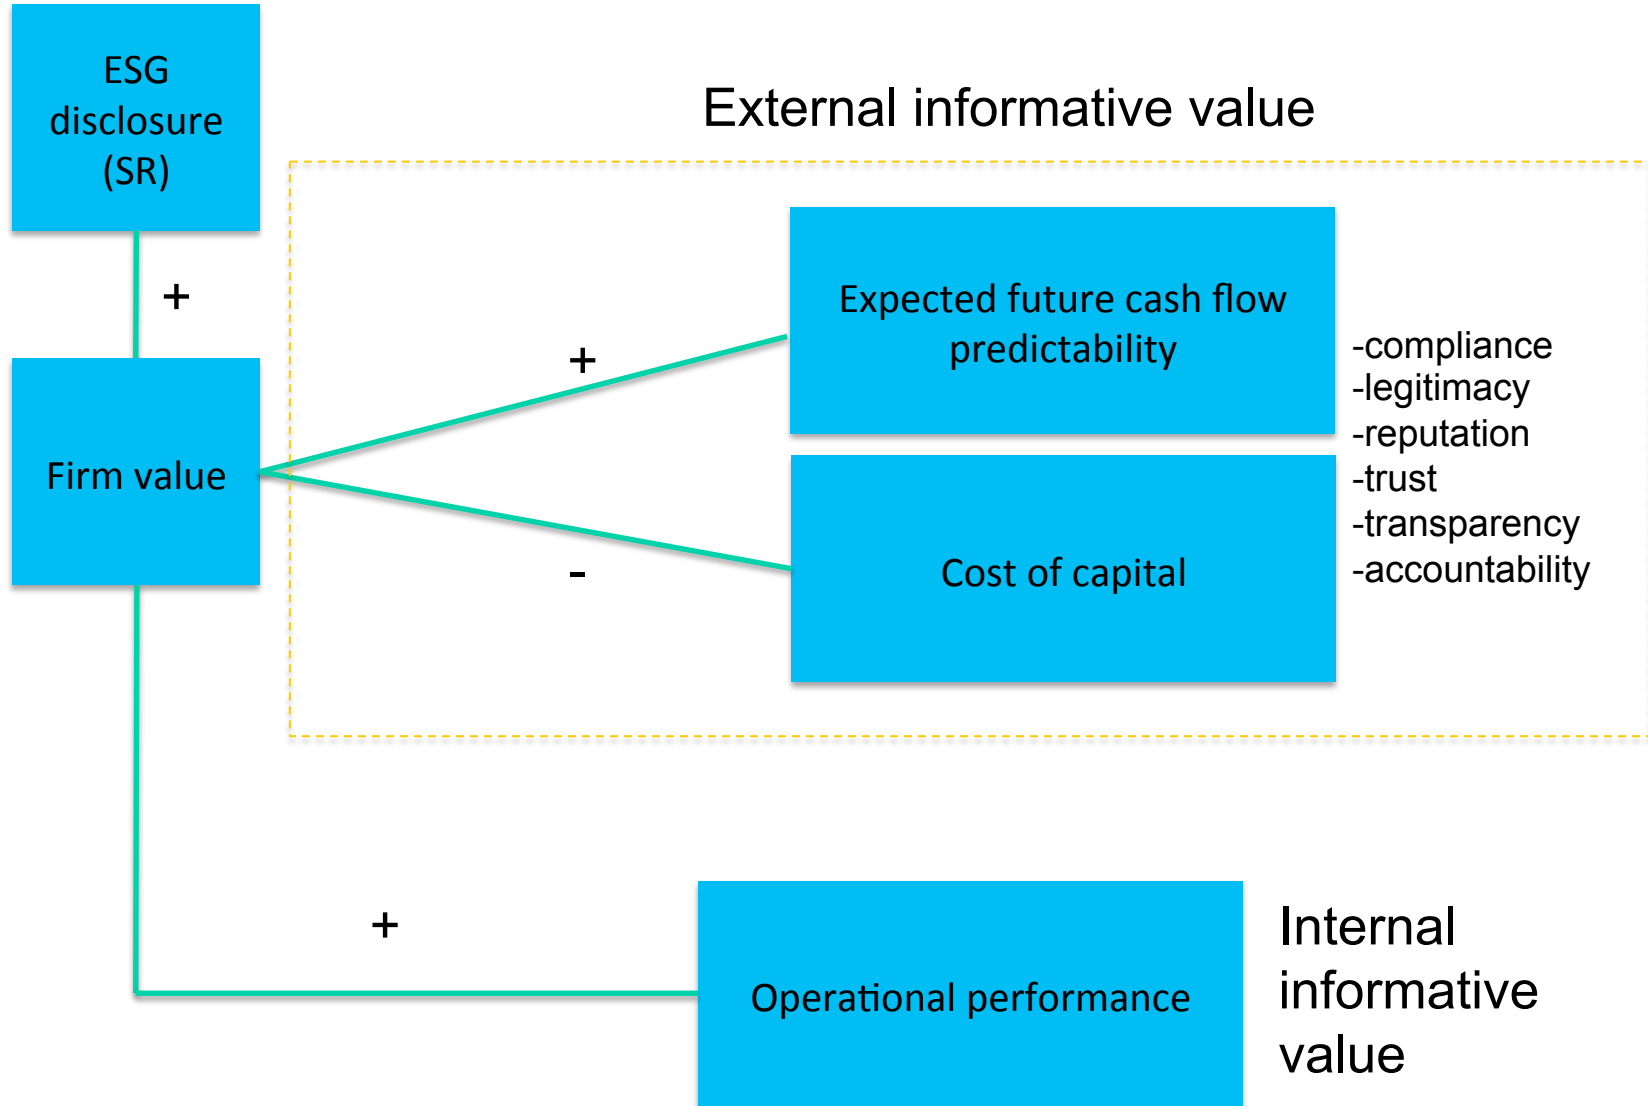 ESG
disclosure
(SR)
External informative value
+
Expected future cash flow
predictability
+
-compliance
-legitimacy
-reputation
-trust
-transparency
-accountability
Firm value
-
Cost of capital
+
Operational performance
Internal
informative
value